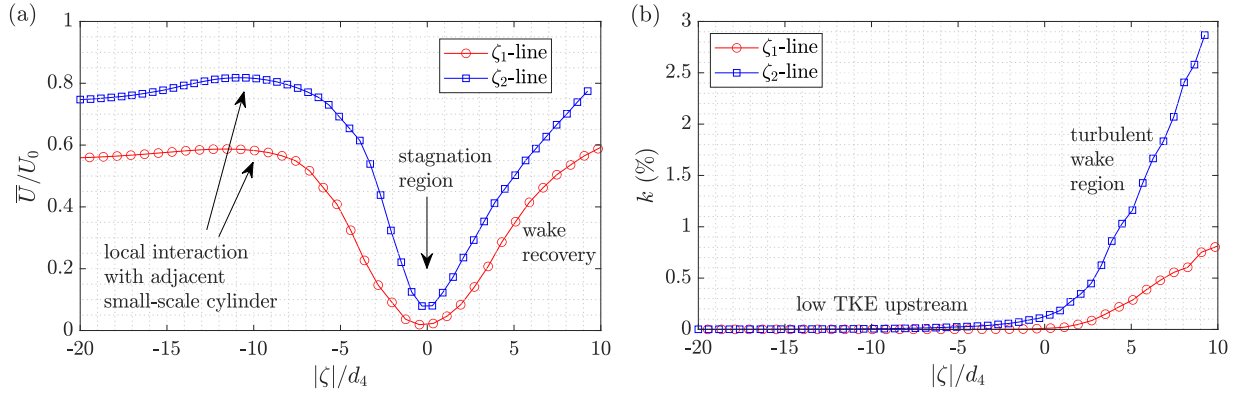 (a)
1
0.8
0.6
0.4
0.2
0
U̅/U₀
-20
-15
-10
-5
0
5
10
|ζ|/d₄
ζ₁-line
ζ₂-line
stagnation
region
wake
recovery
local interaction
with adjacent
small-scale cylinder
(b)
3
2.5
2
1.5
1
0.5
0
k (%)
-20
-15
-10
-5
0
5
10
|ζ|/d₄
ζ₁-line
ζ₂-line
turbulent
wake
region
low TKE upstream